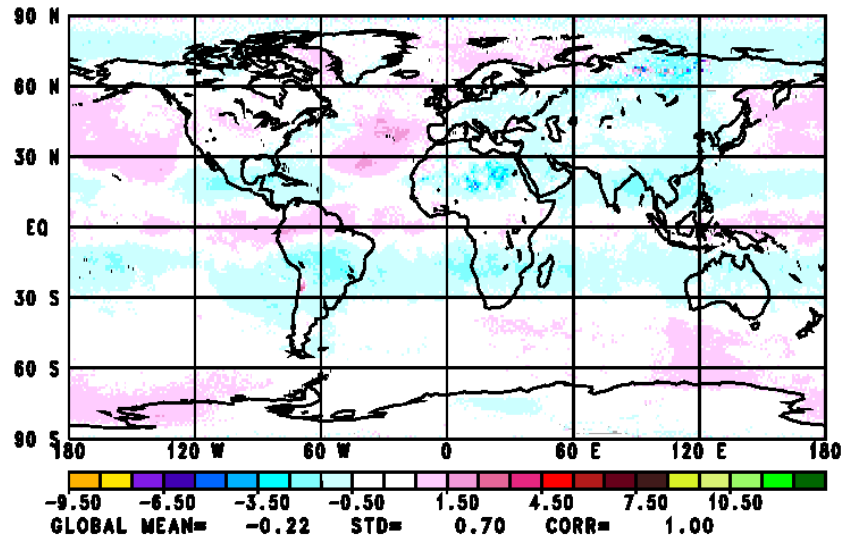 90 N
60 N
30 N
EQ
30 S
60 S
90 S
180 120 W 60 W 0 60 E 120 E 180
-9.50 -6.50 -3.50 -0.50 1.50 4.50 7.50 10.50
GLOBAL MEAN= -0.22 STD= 0.70 CORR= 1.00